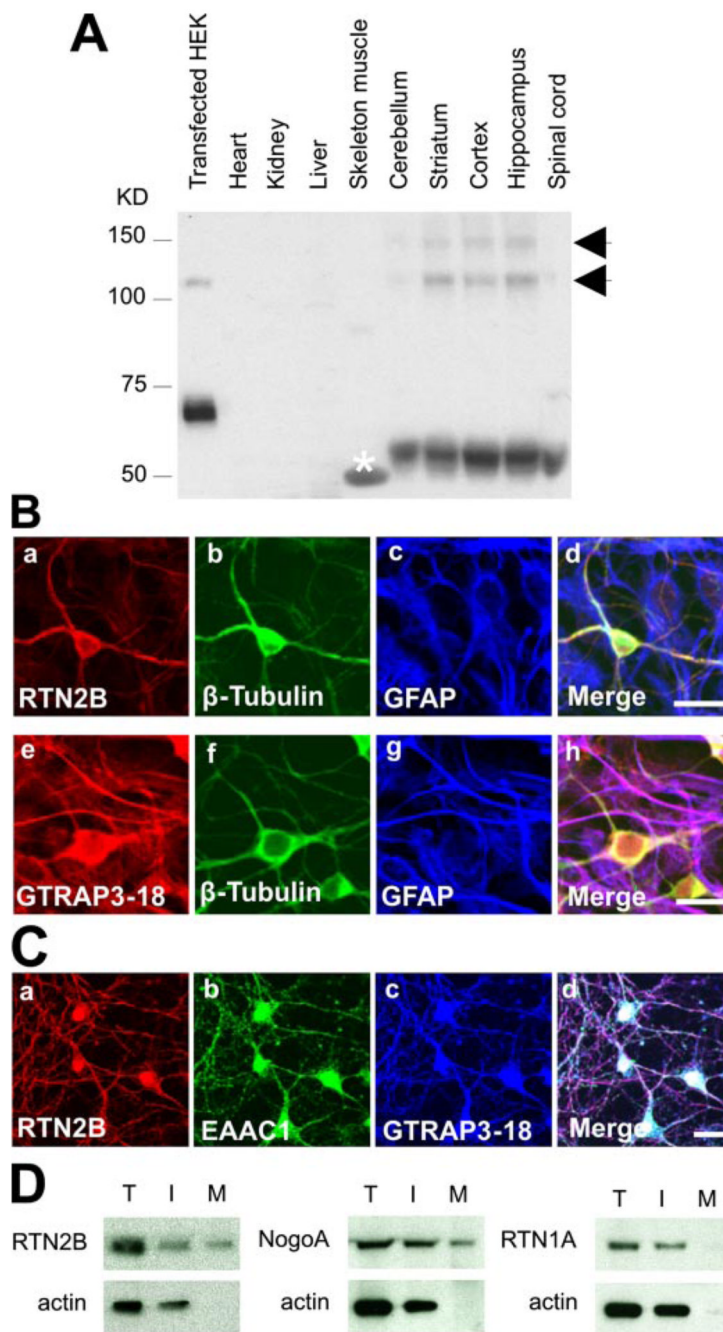 A
Transfected HEK
Heart
Kidney
Liver
Skeleton muscle
Cerebellum
Striatum
Cortex
Hippocampus
Spinal cord
KD
150
100
75
50
*
B
a b c d
RTN2B β-Tubulin GFAP Merge
e f g h
GTRAP3-18 β-Tubulin GFAP Merge
C
a b c d
RTN2B EAAC1 GTRAP3-18 Merge
D
T I M T I M T I M
RTN2B NogoA RTN1A
actin actin actin